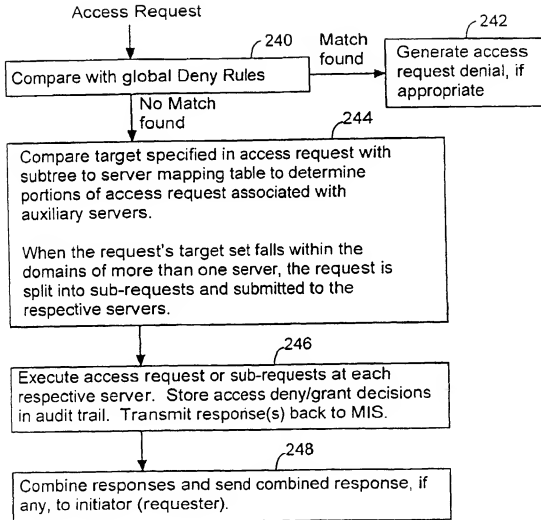 Access Request
240
Compare with global Deny Rules
Match
found
242
Generate access
request denial, if
appropriate
No Match
found
244
Compare target specified in access request with
subtree to server mapping table to determine
portions of access request associated with
auxiliary servers.
When the request's target set falls within the
domains of more than one server, the request is
split into sub-requests and submitted to the
respective servers.
246
Execute access request or sub-requests at each
respective server. Store access deny/grant decisions
in audit trail. Transmit response(s) back to MIS.
248
Combine responses and send combined response, if
any, to initiator (requester).